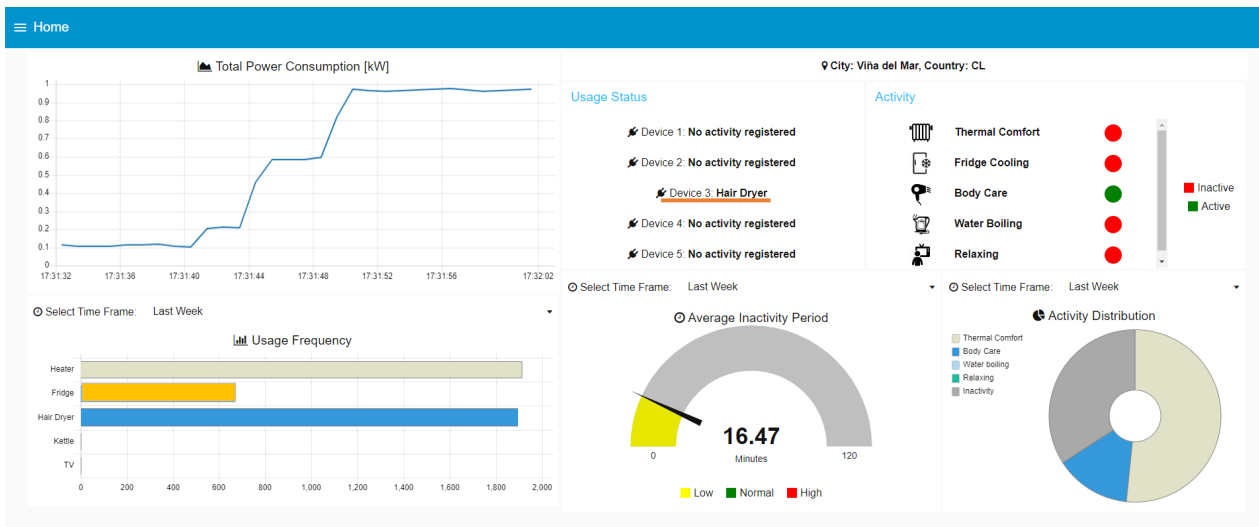 Home
Total Power Consumption [kW]
1
0.9
0.8
0.7
0.6
0.5
0.4
0.3
0.2
0.1
0
17:31:32 17:31:36 17:31:40 17:31:44 17:31:48 17:31:52 17:31:56 17:32:02
City: Viña del Mar, Country: CL
Usage Status
Device 1: No activity registered
Device 2: No activity registered
Device 3: Hair Dryer
Device 4: No activity registered
Device 5: No activity registered
Activity
Thermal Comfort
Fridge Cooling
Body Care
Water Boiling
Relaxing
Inactive
Active
Select Time Frame: Last Week
Usage Frequency
Heater
Fridge
Hair Dryer
Kettle
TV
0 200 400 600 800 1,000 1,200 1,400 1,600 1,800 2,000
Select Time Frame: Last Week
Average Inactivity Period
16.47
Minutes
0 120
Low Normal High
Select Time Frame: Last Week
Activity Distribution
Thermal Comfort
Body Care
Water boiling
Relaxing
Inactivity